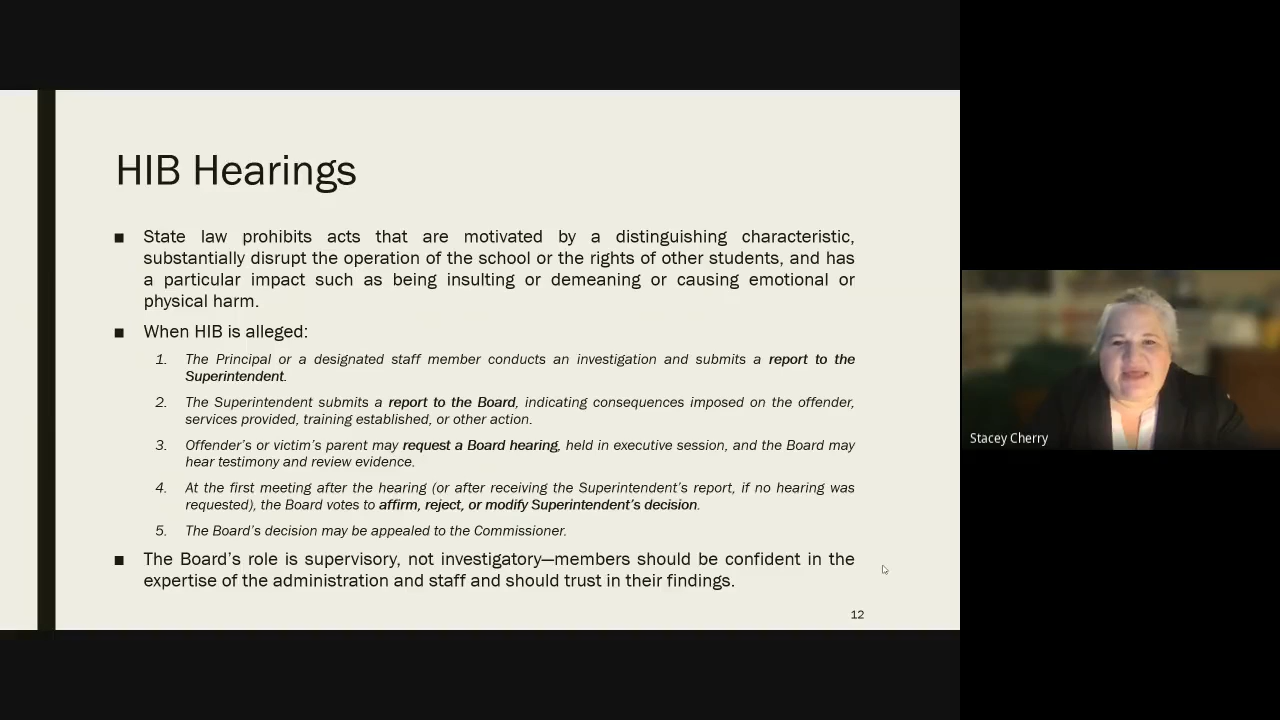 HIB Hearings
■ State law prohibits acts that are motivated by a distinguishing characteristic,
substantially disrupt the operation of the school or the rights of other students, and has
a particular impact such as being insulting or demeaning or causing emotional or
physical harm.
■ When HIB is alleged:
1. The Principal or a designated staff member conducts an investigation and submits a report to the
Superintendent.
2. The Superintendent submits a report to the Board, indicating consequences imposed on the offender,
services provided, training established, or other action.
3. Offender's or victim's parent may request a Board hearing, held in executive session, and the Board may
hear testimony and review evidence.
4. At the first meeting after the hearing (or after receiving the Superintendent's report, if no hearing was
requested), the Board votes to affirm, reject, or modify Superintendent's decision.
5. The Board's decision may be appealed to the Commissioner.
■ The Board's role is supervisory, not investigatory—members should be confident in the
expertise of the administration and staff and should trust in their findings.
12
Stacey Cherry